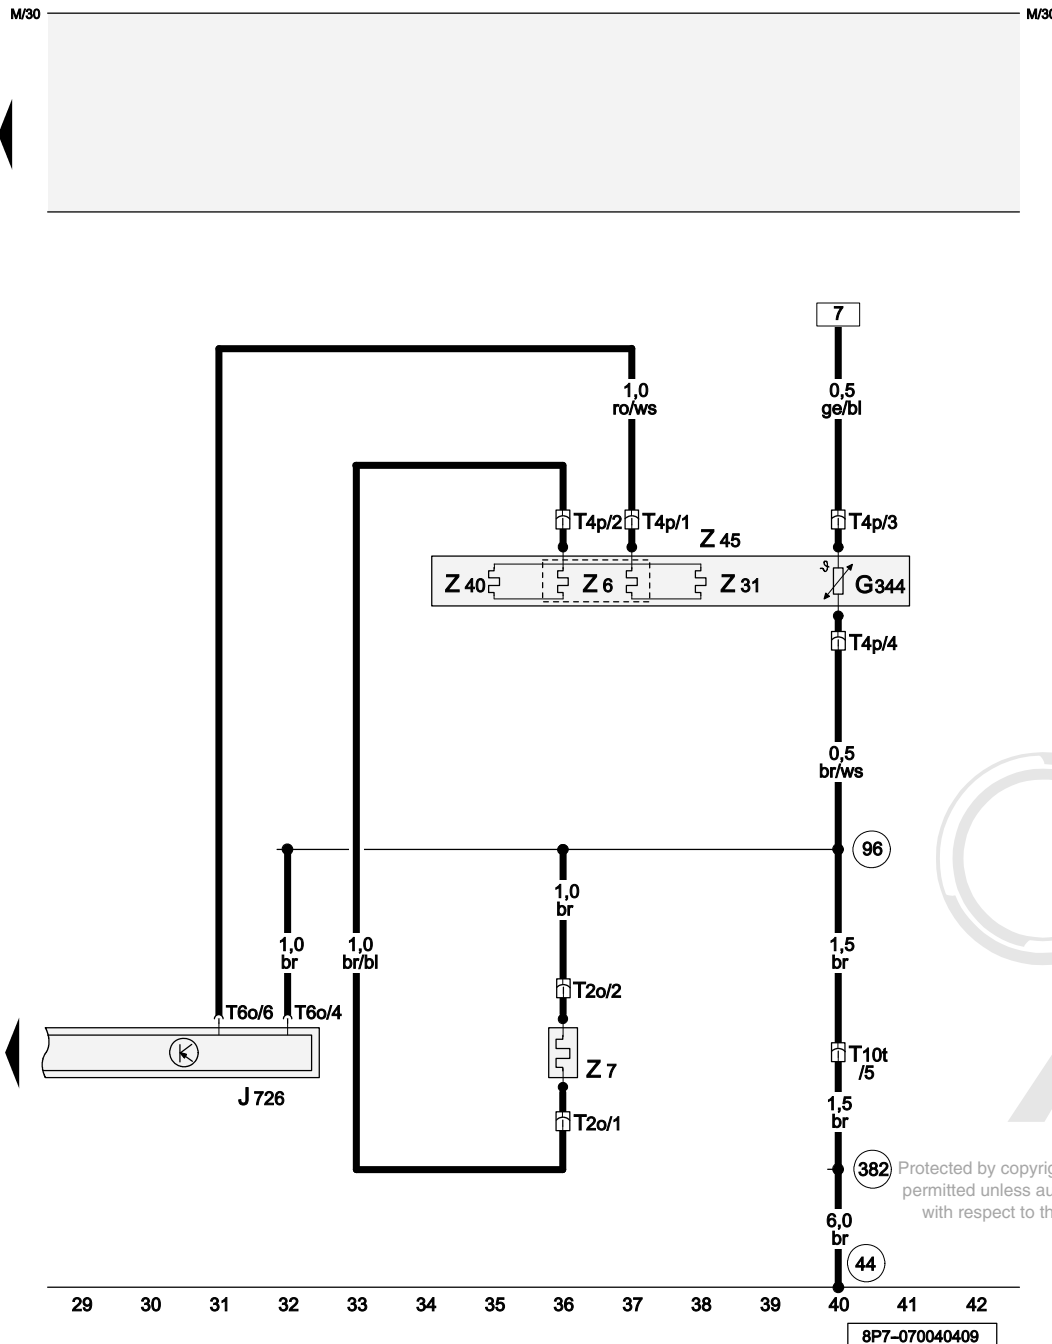 M/30
M/30
7
1,0
ro/ws
0,5
ge/bl
T4p/2
T4p/1
T4p/3
Z 45
Z 40
Z 6
Z 31
ϑ
G344
T4p/4
0,5
br/ws
96
1,0
br
1,0
br
1,0
br/bl
1,5
br
T2o/2
T6o/6
T6o/4
T10t
/5
Z 7
J 726
1,5
br
T2o/1
382
Protected by copyrig
permitted unless au
with respect to th
6,0
br
44
29 30 31 32 33 34 35 36 37 38 39 40 41 42
8P7-070040409